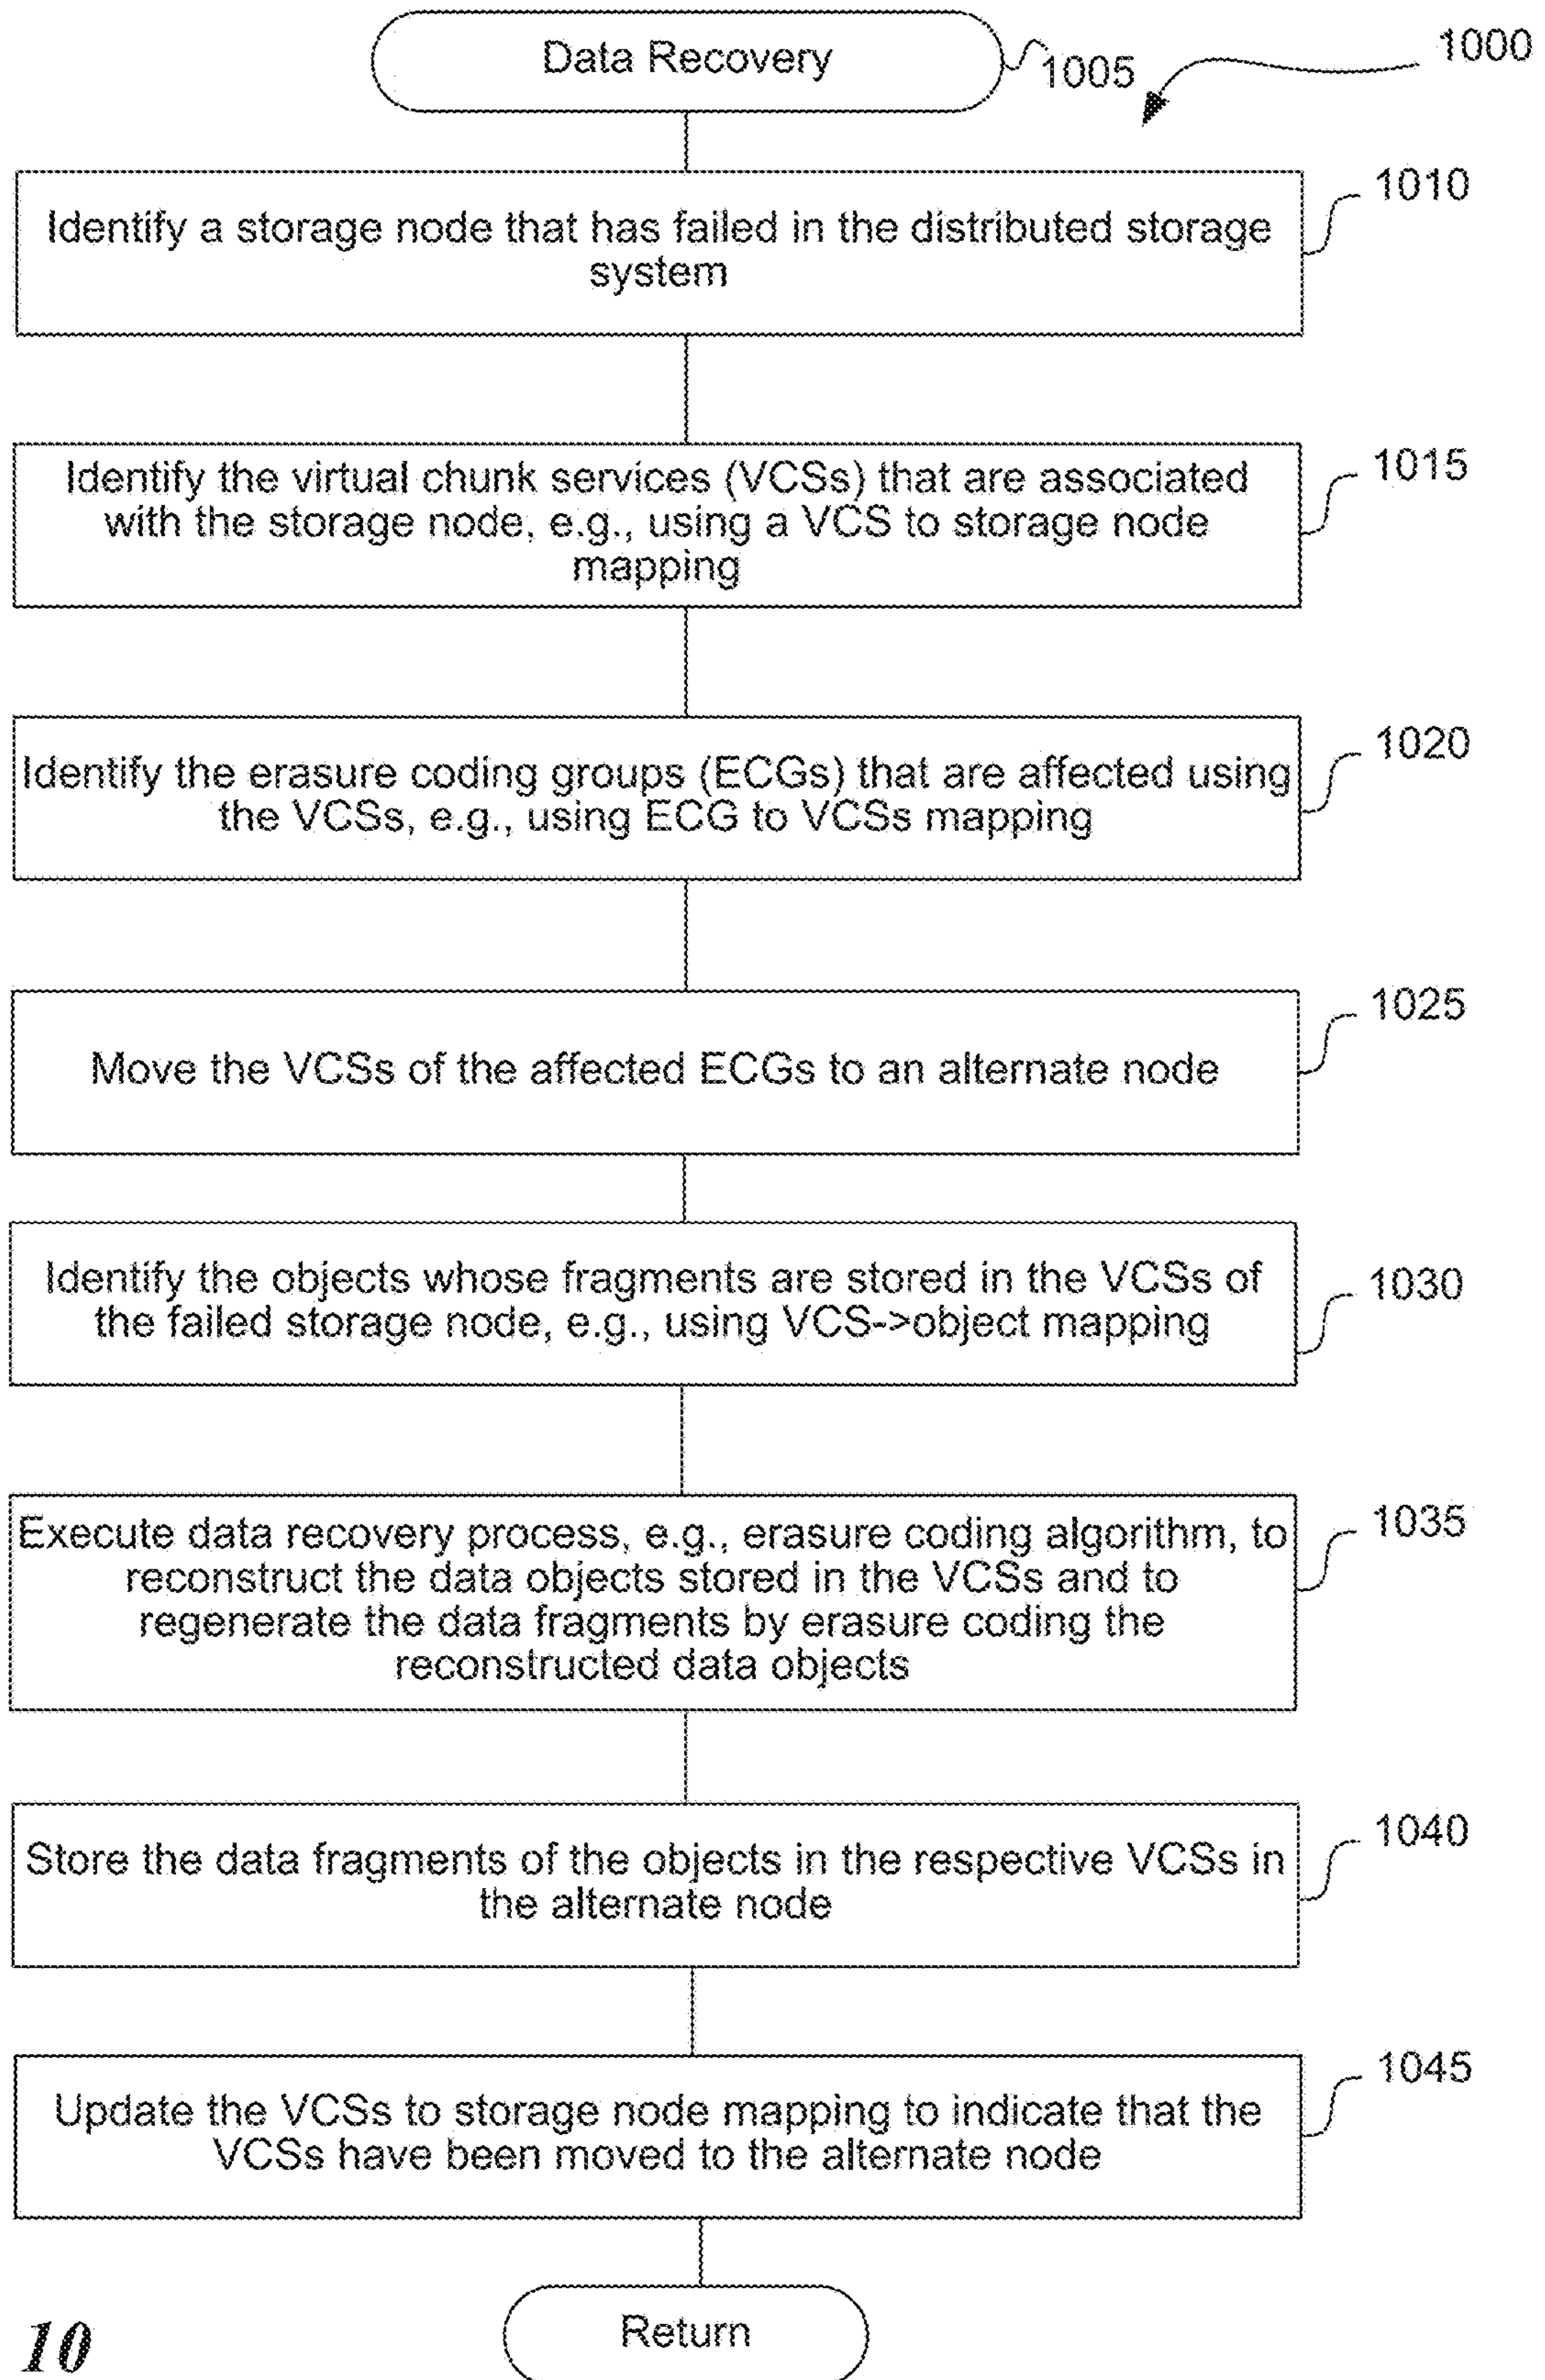 Data Recovery
1005
1000
Identify a storage node that has failed in the distributed storage
system
1010
Identify the virtual chunk services (VCSs) that are associated
with the storage node, e.g., using a VCS to storage node
mapping
1015
Identify the erasure coding groups (ECGs) that are affected using
the VCSs, e.g., using ECG to VCSs mapping
1020
Move the VCSs of the affected ECGs to an alternate node
1025
Identify the objects whose fragments are stored in the VCSs of
the failed storage node, e.g., using VCS->object mapping
1030
Execute data recovery process, e.g., erasure coding algorithm, to
reconstruct the data objects stored in the VCSs and to
regenerate the data fragments by erasure coding the
reconstructed data objects
1035
Store the data fragments of the objects in the respective VCSs in
the alternate node
1040
Update the VCSs to storage node mapping to indicate that the
VCSs have been moved to the alternate node
1045
Return
10